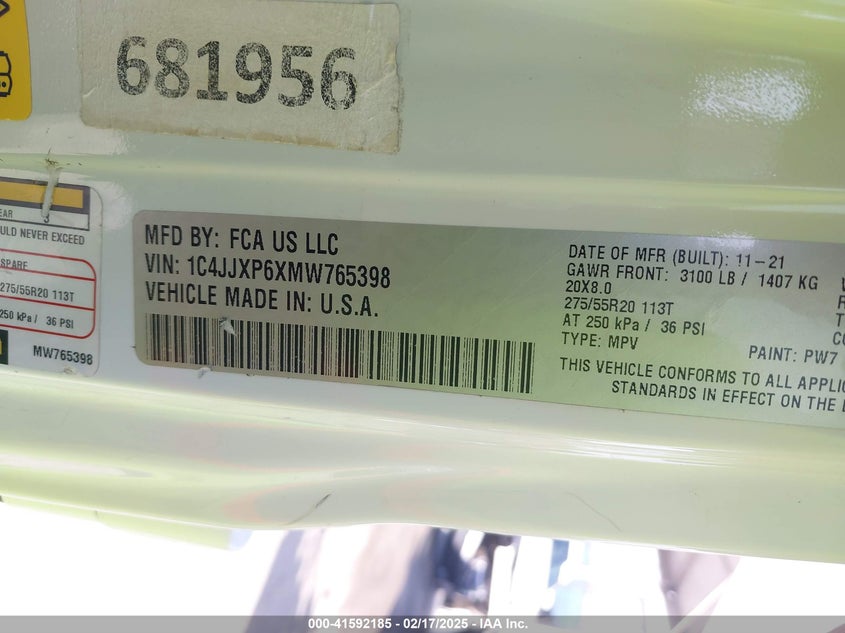 681956
EAR
ULD NEVER EXCEED
SPARE
275/55R20 113T
250 kPa / 36 PSI
MW765398
MFD BY: FCA US LLC
VIN: 1C4JJXP6XMW765398
VEHICLE MADE IN: U.S.A.
DATE OF MFR (BUILT): 11-21
GAWR FRONT: 3100 LB / 1407 KG
20X8.0
275/55R20 113T
AT 250 kPa / 36 PSI
TYPE: MPV
PAINT: PW7
THIS VEHICLE CONFORMS TO ALL APPLIC
STANDARDS IN EFFECT ON THE
000-41592185 - 02/17/2025 - IAA Inc.